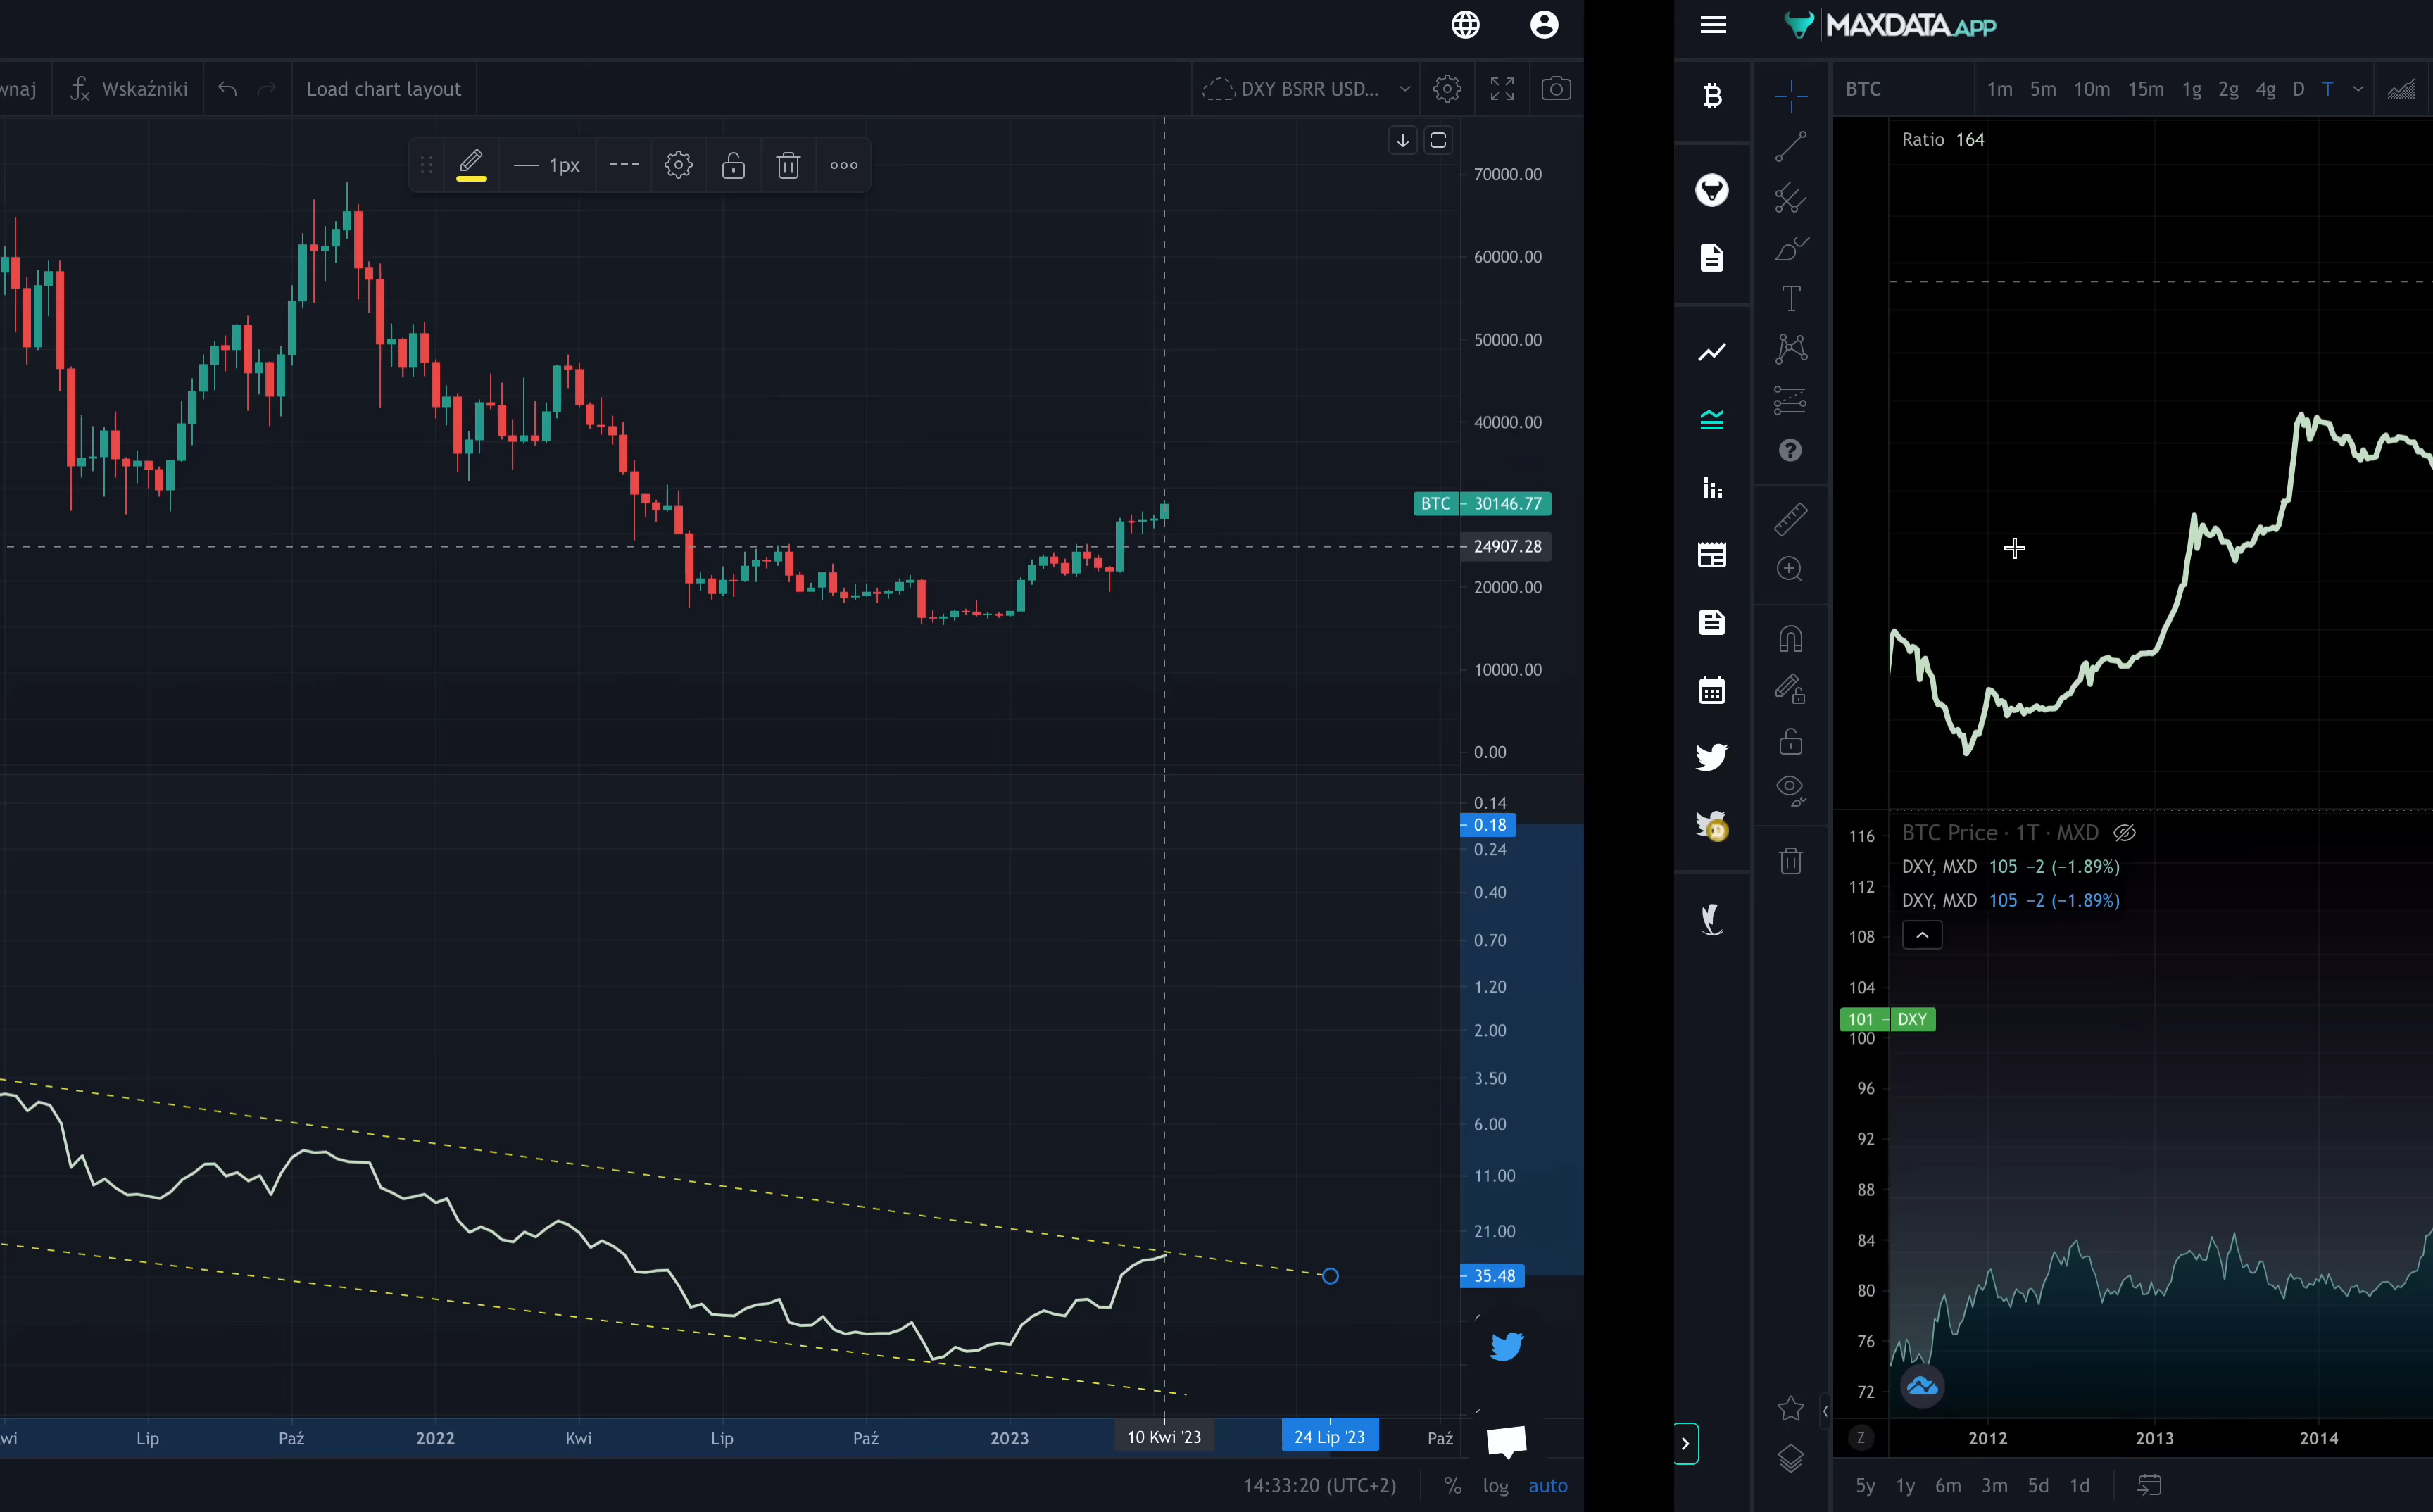 wnaj
Wskaźniki
Load chart layout
DXY BSRR USD...
1px
70000.00
60000.00
50000.00
40000.00
BTC
30146.77
24907.28
20000.00
10000.00
0.00
0.14
0.18
0.24
0.40
0.70
1.20
2.00
3.50
6.00
11.00
21.00
35.48
wi
Lip
Paź
2022
Kwi
Lip
Paź
2023
10 Kwi '23
24 Lip '23
Paź
14:33:20 (UTC+2)
%
log
auto
MAXDATA.APP
BTC
1m
5m
10m
15m
1g
2g
4g
D
T
Ratio 164
BTC Price · 1T · MXD
DXY, MXD 105 −2 (−1.89%)
DXY, MXD 105 −2 (−1.89%)
116
112
108
104
101
DXY
100
96
92
88
84
80
76
72
Z
2012
2013
2014
5y
1y
6m
3m
5d
1d